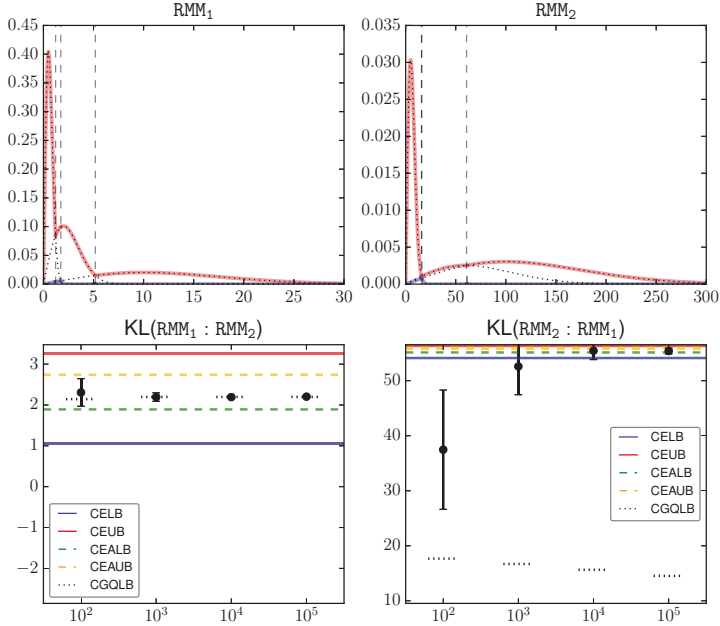 RMM1
0.45
0.40
0.35
0.30
0.25
0.20
0.15
0.10
0.05
0.00
0 5 10 15 20 25 30
RMM2
0.035
0.030
0.025
0.020
0.015
0.010
0.005
0.000
0 50 100 150 200 250 300
KL(RMM1 : RMM2)
3
2
1
0
−1
−2
CELB
CEUB
CEALB
CEAUB
CGQLB
10^2 10^3 10^4 10^5
KL(RMM2 : RMM1)
50
40
30
20
10
CELB
CEUB
CEALB
CEAUB
CGQLB
10^2 10^3 10^4 10^5